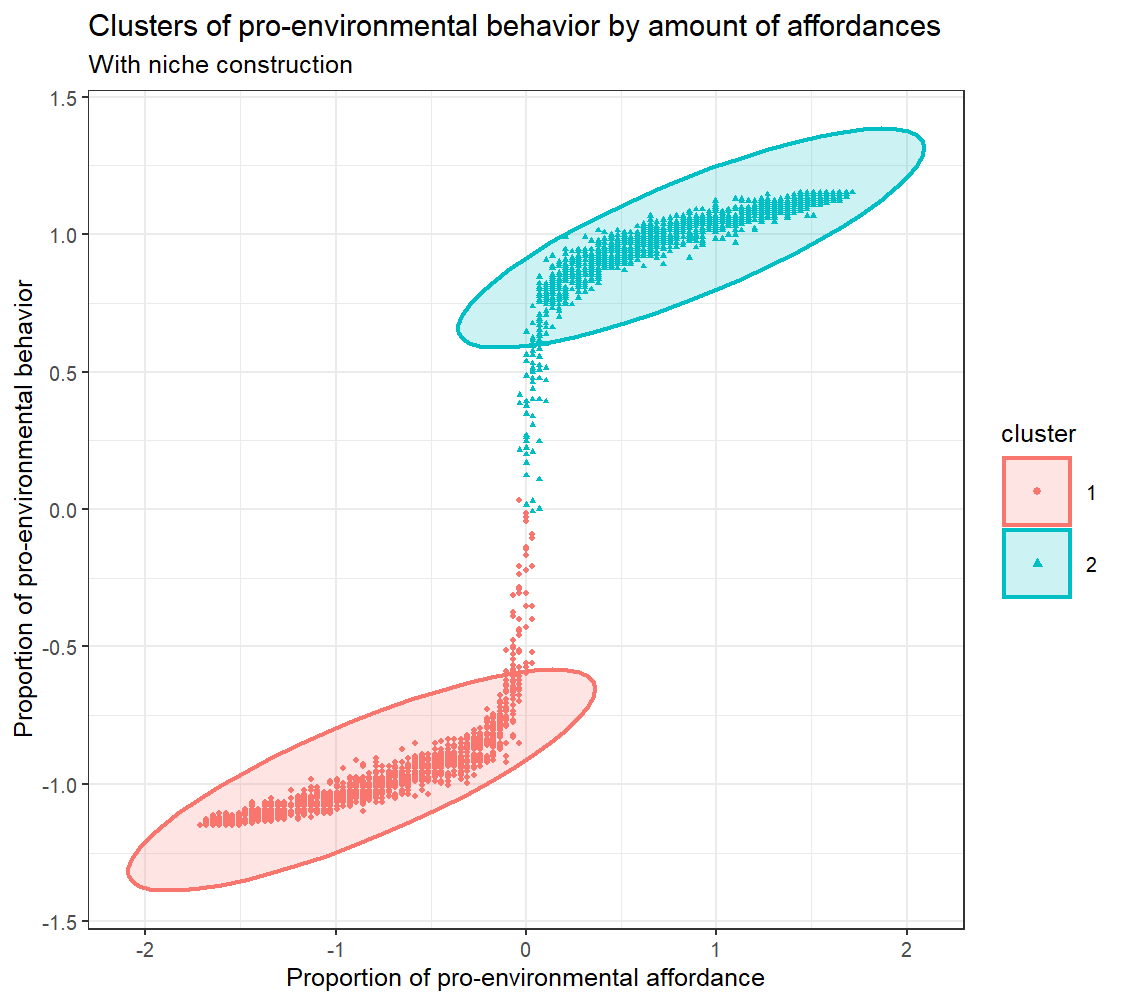 Clusters of pro-environmental behavior by amount of affordances
With niche construction
Proportion of pro-environmental behavior
1.5
1.0
0.5
0.0
-0.5
-1.0
-1.5
-2
-1
0
1
2
Proportion of pro-environmental affordance
cluster
1
2